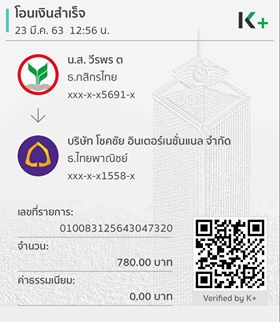 โอนเงินสำเร็จ
23 มี.ค. 63 12:56 น.
K+
น.ส. วีรพร ต
ธ.กสิกรไทย
xxx-x-x5691-x
บริษัท โชคชัย อินเตอร์เนชั่นแนล จำกัด
ธ.ไทยพาณิชย์
xxx-x-x1558-x
เลขที่รายการ:
010083125643047320
จำนวน:
780.00 บาท
ค่าธรรมเนียม:
0.00 บาท
Verified by K+